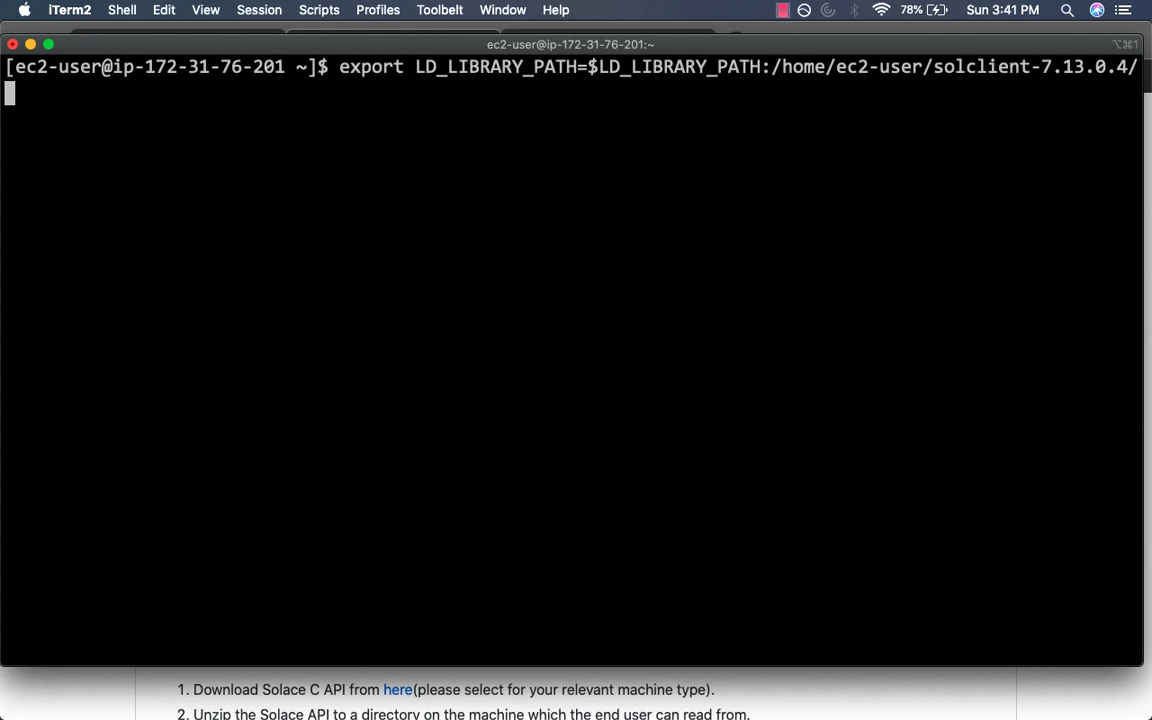 iTerm2 Shell Edit View Session Scripts Profiles Toolbelt Window Help 78% Sun 3:41 PM
ec2-user@ip-172-31-76-201:~ ⌥⌘1
[ec2-user@ip-172-31-76-201 ~]$ export LD_LIBRARY_PATH=$LD_LIBRARY_PATH:/home/ec2-user/solclient-7.13.0.4/
1. Download Solace C API from here(please select for your relevant machine type).
2. Unzip the Solace API to a directory on the machine which the end user can read from.